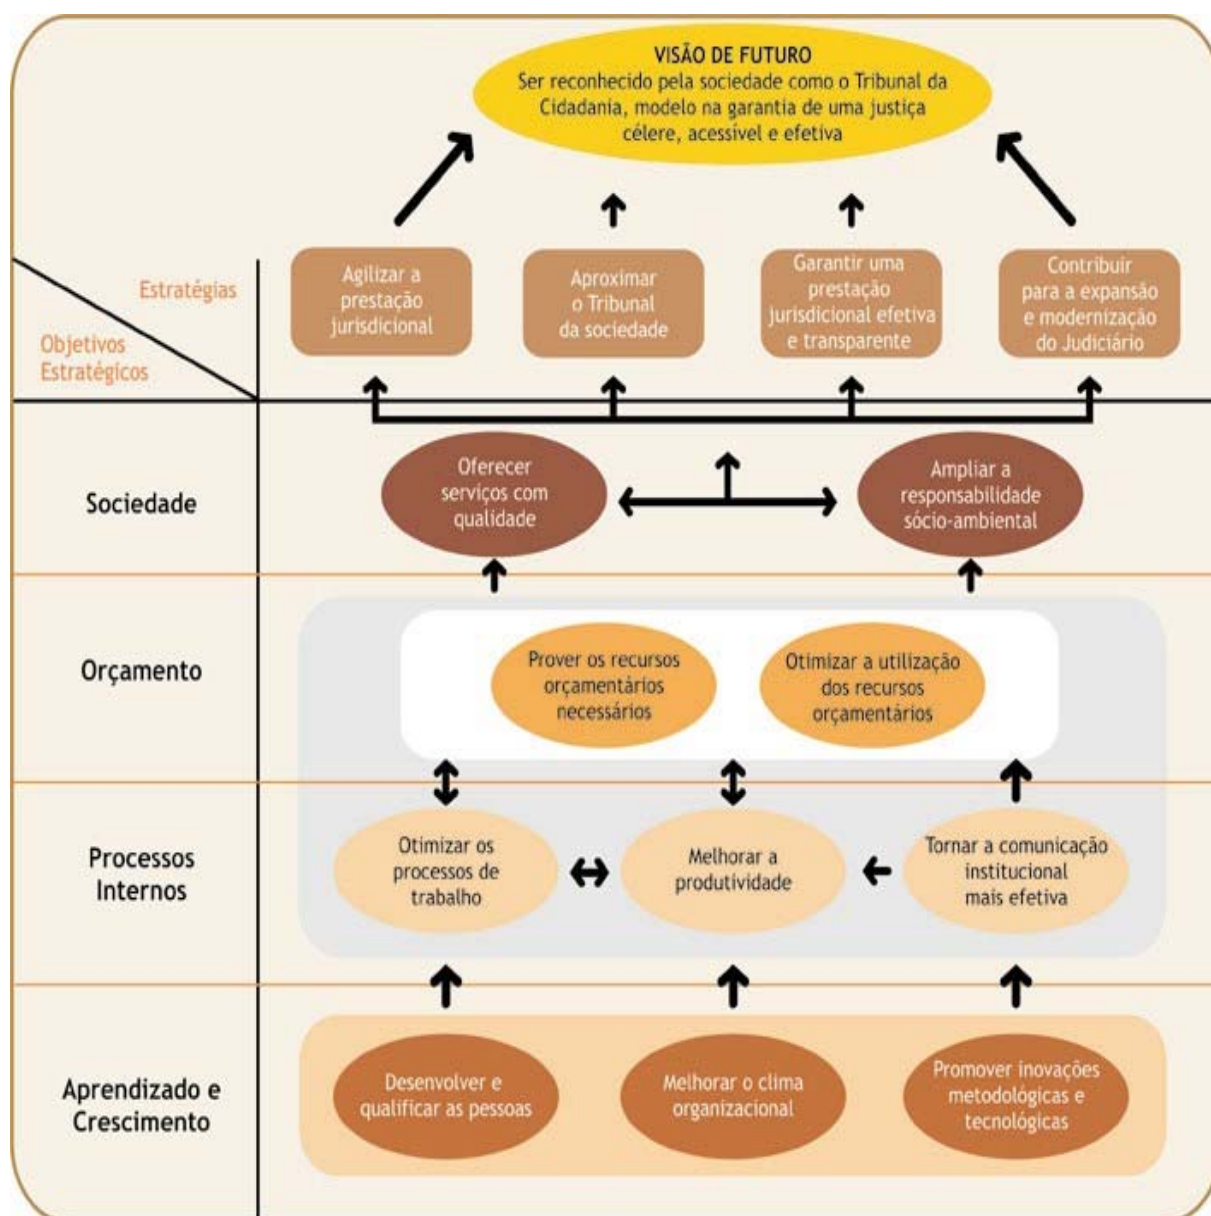 VISÃO DE FUTURO
Ser reconhecido pela sociedade como o Tribunal da
Cidadania, modelo na garantia de uma justiça
célere, acessível e efetiva
Estratégias
Objetivos
Estratégicos
Agilizar a
prestação
jurisdicional
Aproximar
o Tribunal
da sociedade
Garantir uma
prestação
jurisdicional efetiva
e transparente
Contribuir
para a expansão
e modernização
do Judiciário
Sociedade
Oferecer
serviços com
qualidade
Ampliar a
responsabilidade
sócio-ambiental
Orçamento
Prover os recursos
orçamentários
necessários
Otimizar a utilização
dos recursos
orçamentários
Processos
Internos
Otimizar os
processos de
trabalho
Melhorar a
produtividade
Tornar a comunicação
institucional
mais efetiva
Aprendizado e
Crescimento
Desenvolver e
qualificar as pessoas
Melhorar o clima
organizacional
Promover inovações
metodológicas e
tecnológicas